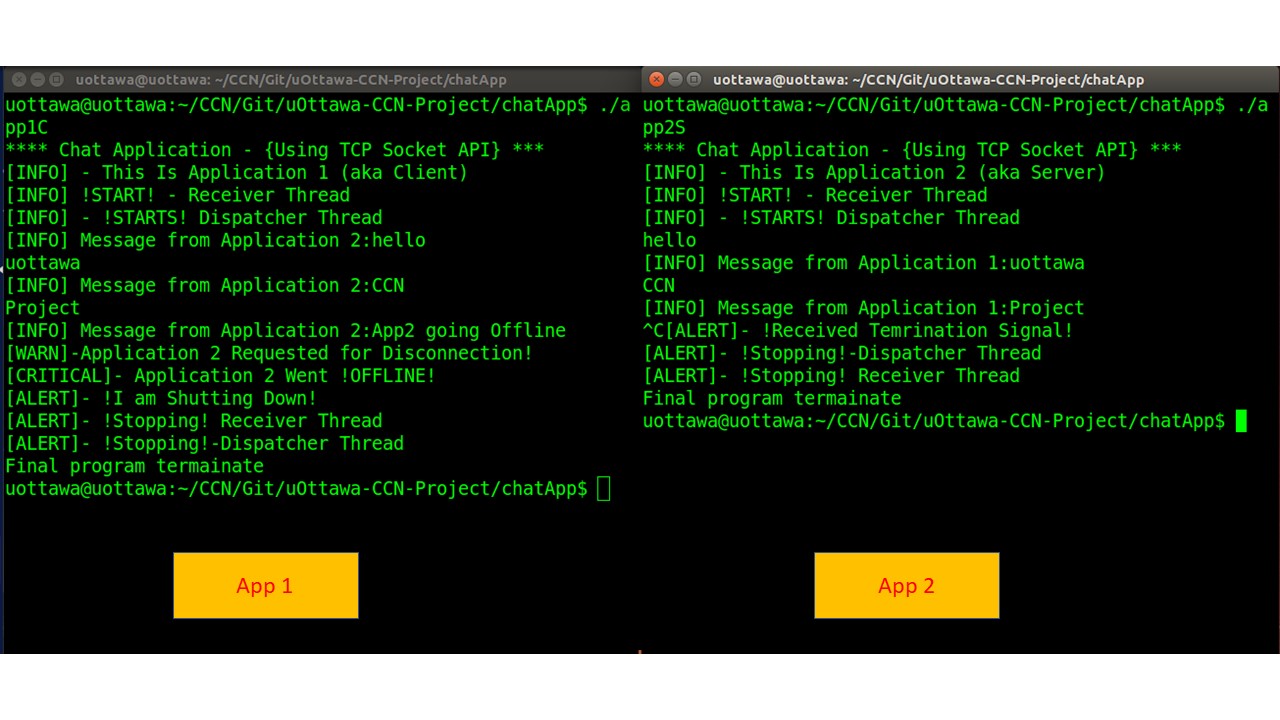 uottawa@uottawa: ~/CCN/Git/uOttawa-CCN-Project/chatApp
uottawa@uottawa:~/CCN/Git/uOttawa-CCN-Project/chatApp$ ./a
pp1C
**** Chat Application - {Using TCP Socket API} ***
[INFO] - This Is Application 1 (aka Client)
[INFO] !START! - Receiver Thread
[INFO] - !STARTS! Dispatcher Thread
[INFO] Message from Application 2:hello
uottawa
[INFO] Message from Application 2:CCN
Project
[INFO] Message from Application 2:App2 going Offline
[WARN]-Application 2 Requested for Disconnection!
[CRITICAL]- Application 2 Went !OFFLINE!
[ALERT]- !I am Shutting Down!
[ALERT]- !Stopping! Receiver Thread
[ALERT]- !Stopping!-Dispatcher Thread
Final program termainate
uottawa@uottawa:~/CCN/Git/uOttawa-CCN-Project/chatApp$
App 1
uottawa@uottawa: ~/CCN/Git/uOttawa-CCN-Project/chatApp
uottawa@uottawa:~/CCN/Git/uOttawa-CCN-Project/chatApp$ ./a
pp2S
**** Chat Application - {Using TCP Socket API} ***
[INFO] - This Is Application 2 (aka Server)
[INFO] !START! - Receiver Thread
[INFO] - !STARTS! Dispatcher Thread
hello
[INFO] Message from Application 1:uottawa
CCN
[INFO] Message from Application 1:Project
^C[ALERT]- !Received Temrination Signal!
[ALERT]- !Stopping!-Dispatcher Thread
[ALERT]- !Stopping! Receiver Thread
Final program termainate
uottawa@uottawa:~/CCN/Git/uOttawa-CCN-Project/chatApp$
App 2